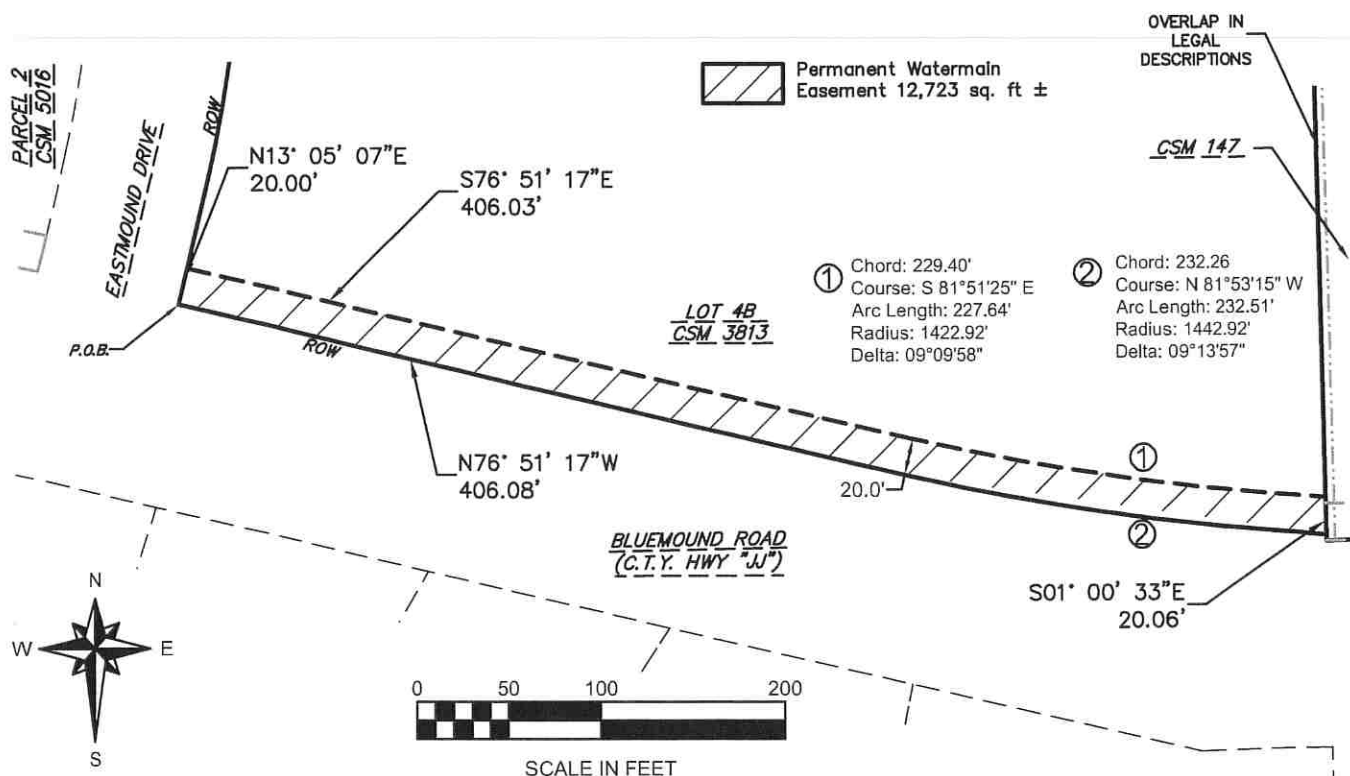 OVERLAP IN
LEGAL
DESCRIPTIONS
Permanent Watermain
Easement 12,723 sq. ft ±
PARCEL 2
CSM 5016
ROW
EASTMOUND DRIVE
N13° 05' 07"E
20.00'
S76° 51' 17"E
406.03'
CSM 147
① Chord: 229.40'
Course: S 81°51'25" E
Arc Length: 227.64'
Radius: 1422.92'
Delta: 09°09'58"
② Chord: 232.26
Course: N 81°53'15" W
Arc Length: 232.51'
Radius: 1442.92'
Delta: 09°13'57"
LOT 4B
CSM 3813
P.O.B.
ROW
N76° 51' 17"W
406.08'
20.0'
①
②
BLUEMOUND ROAD
(C.T.Y. HWY "JJ")
S01° 00' 33"E
20.06'
N
W E
S
0 50 100 200
SCALE IN FEET